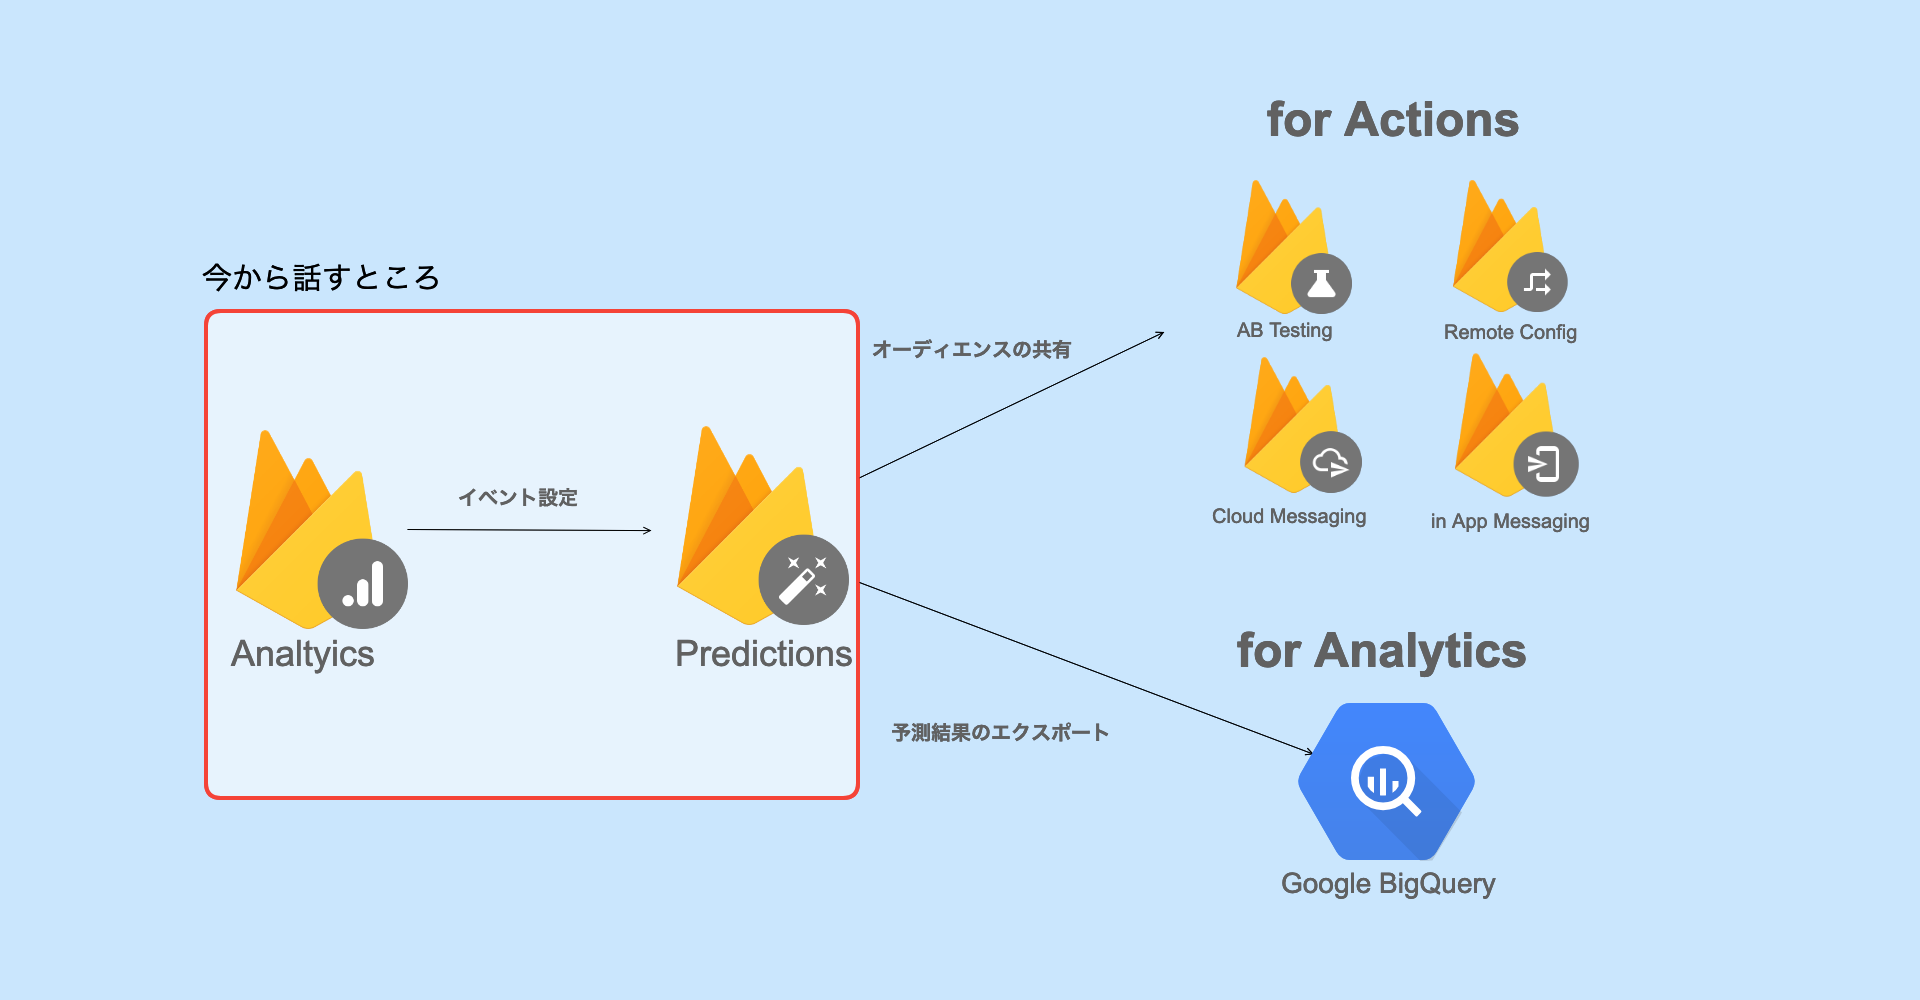 今から話すところ
Analtyics
イベント設定
Predictions
オーディエンスの共有
予測結果のエクスポート
for Actions
AB Testing
Remote Config
Cloud Messaging
in App Messaging
for Analytics
Google BigQuery